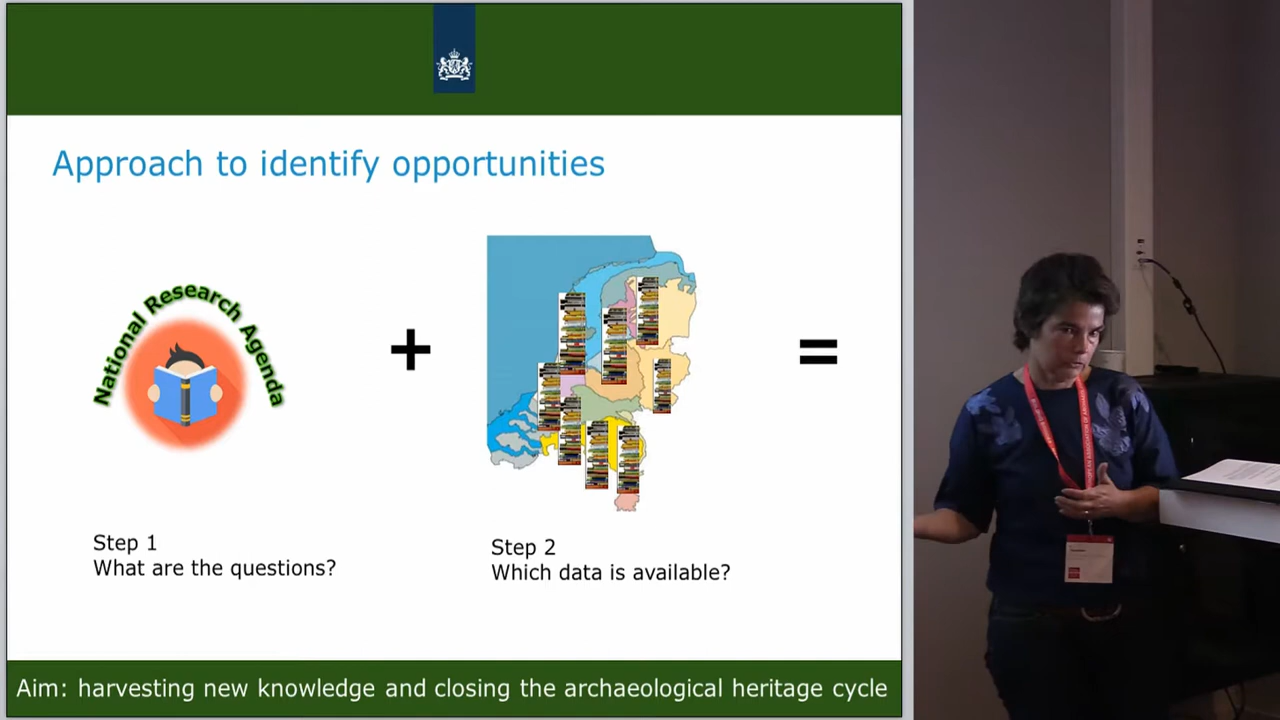 Approach to identify opportunities
National Research Agenda
+
=
Step 1
What are the questions?
Step 2
Which data is available?
Aim: harvesting new knowledge and closing the archaeological heritage cycle